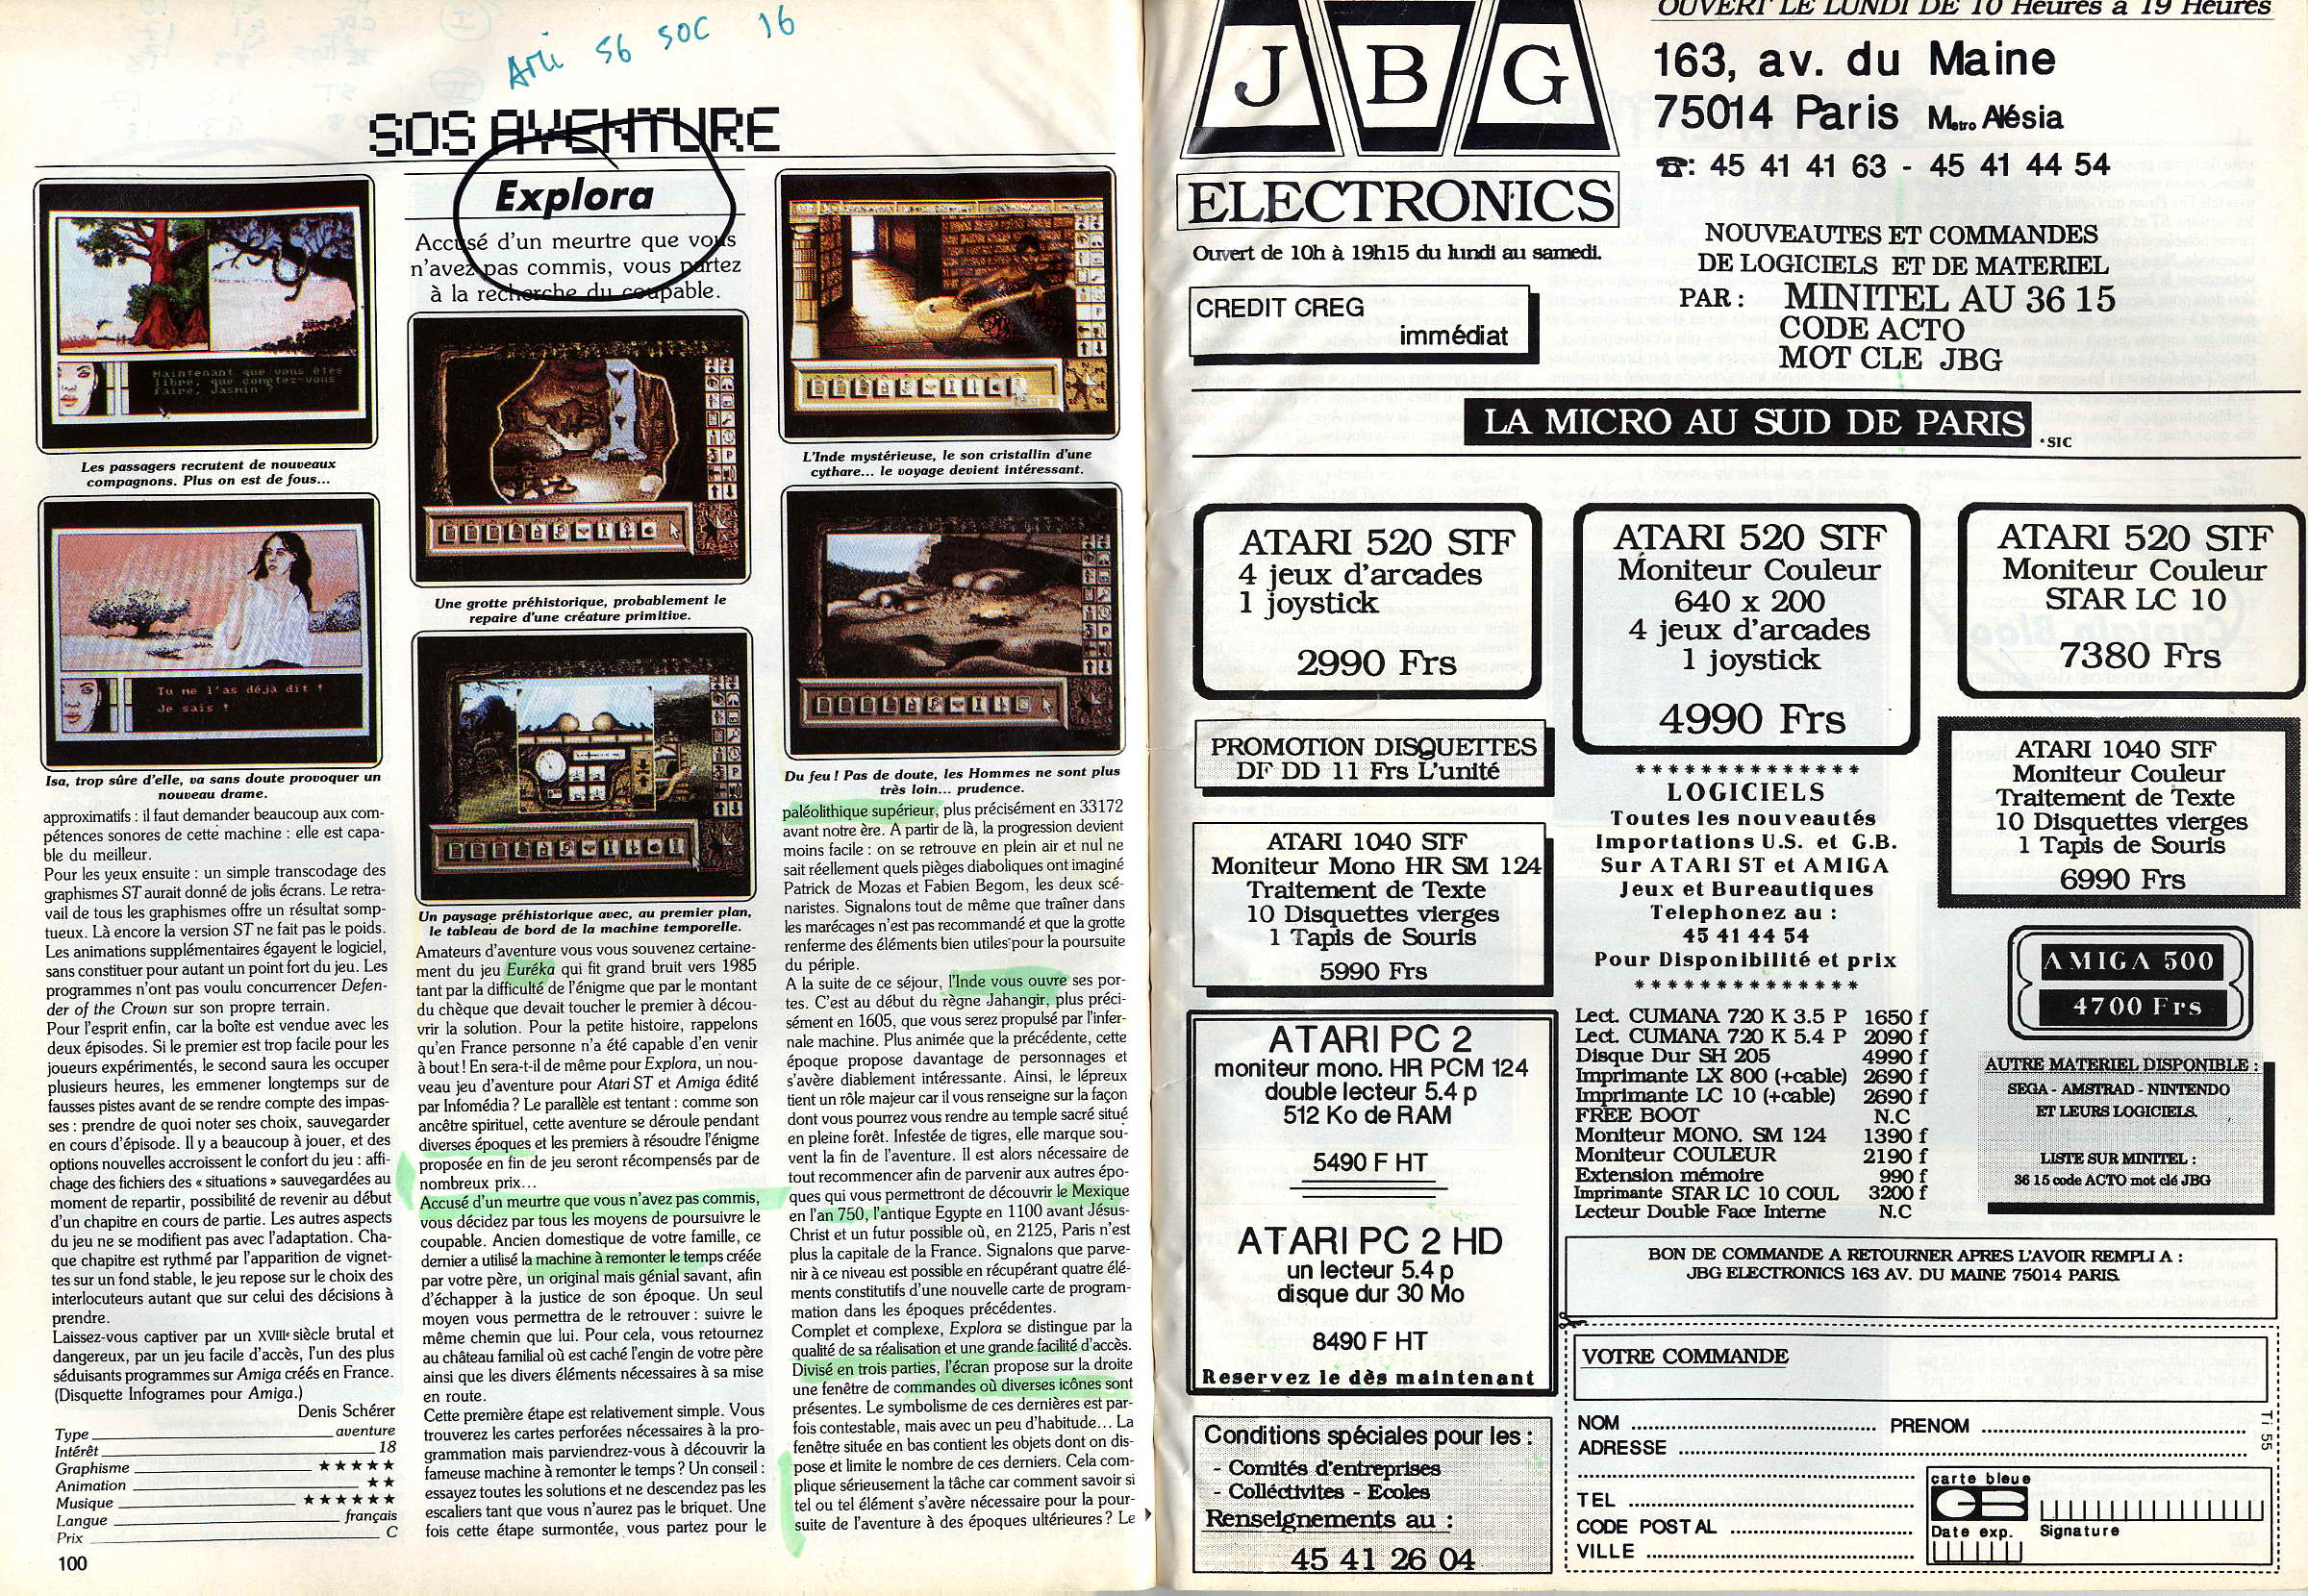 Arli 56 SOC 16
SOS AVENTURE
Maintenant que vous êtes
libre, que comptez-vous
faire, Jasmin ?
Les passagers recrutent de nouveaux
compagnons. Plus on est de fous...
Tu me l'as déjà dit !
Je sais !
Isa, trop sûre d'elle, va sans doute provoquer un
nouveau drame.
approximatifs : il faut demander beaucoup aux com-
pétences sonores de cette machine : elle est capa-
ble du meilleur.
Pour les yeux ensuite : un simple transcodage des
graphismes ST aurait donné de jolis écrans. Le retra-
vail de tous les graphismes offre un résultat somp-
tueux. Là encore la version ST ne fait pas le poids.
Les animations supplémentaires égayent le logiciel,
sans constituer pour autant un point fort du jeu. Les
programmes n'ont pas voulu concurrencer Defen-
der of the Crown sur son propre terrain.
Pour l'esprit enfin, car la boîte est vendue avec les
deux épisodes. Si le premier est trop facile pour les
joueurs expérimentés, le second saura les occuper
plusieurs heures, les emmener longtemps sur de
fausses pistes avant de se rendre compte des impas-
ses : prendre de quoi noter ses choix, sauvegarder
en cours d'épisode. Il y a beaucoup à jouer, et des
options nouvelles accroissent le confort du jeu : affi-
chage des fichiers des « situations » sauvegardées au
moment de repartir, possibilité de revenir au début
d'un chapitre en cours de partie. Les autres aspects
du jeu ne se modifient pas avec l'adaptation. Cha-
que chapitre est rythmé par l'apparition de vignet-
tes sur un fond stable, le jeu repose sur le choix des
interlocuteurs autant que sur celui des décisions à
prendre.
Laissez-vous captiver par un XVIIIe siècle brutal et
dangereux, par un jeu facile d'accès, l'un des plus
séduisants programmes sur Amiga créés en France.
(Disquette Infogrames pour Amiga.)
Denis Schérer
Type aventure
Intérêt 18
Graphisme ★★★★★
Animation ★★
Musique ★★★★★★
Langue français
Prix C
100
Explora
Accusé d'un meurtre que vous
n'avez pas commis, vous partez
à la recherche du coupable.
Une grotte préhistorique, probablement le
repaire d'une créature primitive.
Un paysage préhistorique avec, au premier plan,
le tableau de bord de la machine temporelle.
Amateurs d'aventure vous vous souvenez certaine-
ment du jeu Euréka qui fit grand bruit vers 1985
tant par la difficulté de l'énigme que par le montant
du chèque que devait toucher le premier à décou-
vrir la solution. Pour la petite histoire, rappelons
qu'en France personne n'a été capable d'en venir
à bout ! En sera-t-il de même pour Explora, un nou-
veau jeu d'aventure pour Atari ST et Amiga édité
par Infomédia ? Le parallèle est tentant : comme son
ancêtre spirituel, cette aventure se déroule pendant
diverses époques et les premiers à résoudre l'énigme
proposée en fin de jeu seront récompensés par de
nombreux prix...
Accusé d'un meurtre que vous n'avez pas commis,
vous décidez par tous les moyens de poursuivre le
coupable. Ancien domestique de votre famille, ce
dernier a utilisé la machine à remonter le temps créée
par votre père, un original mais génial savant, afin
d'échapper à la justice de son époque. Un seul
moyen vous permettra de le retrouver : suivre le
même chemin que lui. Pour cela, vous retournez
au château familial où est caché l'engin de votre père
ainsi que les divers éléments nécessaires à sa mise
en route.
Cette première étape est relativement simple. Vous
trouverez les cartes perforées nécessaires à la pro-
grammation mais parviendrez-vous à découvrir la
fameuse machine à remonter le temps ? Un conseil :
essayez toutes les solutions et ne descendez pas les
escaliers tant que vous n'aurez pas le briquet. Une
fois cette étape surmontée, vous partez pour le
L'Inde mystérieuse, le son cristallin d'une
cythare... le voyage devient intéressant.
Du feu ! Pas de doute, les Hommes ne sont plus
très loin... prudence.
paléolithique supérieur, plus précisément en 33172
avant notre ère. A partir de là, la progression devient
moins facile : on se retrouve en plein air et nul ne
sait réellement quels pièges diaboliques ont imaginé
Patrick de Mozas et Fabien Begom, les deux scé-
naristes. Signalons tout de même que traîner dans
les marécages n'est pas recommandé et que la grotte
renferme des éléments bien utiles pour la poursuite
du périple.
A la suite de ce séjour, l'Inde vous ouvre ses por-
tes. C'est au début du règne Jahangir, plus préci-
sément en 1605, que vous serez propulsé par l'infer-
nale machine. Plus animée que la précédente, cette
époque propose davantage de personnages et
s'avère diablement intéressante. Ainsi, le lépreux
tient un rôle majeur car il vous renseigne sur la façon
dont vous pourrez vous rendre au temple sacré situé
en pleine forêt. Infestée de tigres, elle marque sou-
vent la fin de l'aventure. Il est alors nécessaire de
tout recommencer afin de parvenir aux autres épo-
ques qui vous permettront de découvrir le Mexique
en l'an 750, l'antique Egypte en 1100 avant Jésus-
Christ et un futur possible où, en 2125, Paris n'est
plus la capitale de la France. Signalons que parve-
nir à ce niveau est possible en récupérant quatre élé-
ments constitutifs d'une nouvelle carte de program-
mation dans les époques précédentes.
Complet et complexe, Explora se distingue par la
qualité de sa réalisation et une grande facilité d'accès.
Divisé en trois parties, l'écran propose sur la droite
une fenêtre de commandes où diverses icônes sont
présentes. Le symbolisme de ces dernières est par-
fois contestable, mais avec un peu d'habitude... La
fenêtre située en bas contient les objets dont on dis-
pose et limite le nombre de ces derniers. Cela com-
plique sérieusement la tâche car comment savoir si
tel ou tel élément s'avère nécessaire pour la pour-
suite de l'aventure à des époques ultérieures ? Le
JBG
ELECTRONICS
Ouvert de 10h à 19h15 du lundi au samedi.
CREDIT CREG
immédiat
OUVERT LE LUNDI DE 10 Heures à 19 Heures
163, av. du Maine
75014 Paris Metro Alésia
☎: 45 41 41 63 - 45 41 44 54
NOUVEAUTES ET COMMANDES
DE LOGICIELS ET DE MATERIEL
PAR : MINITEL AU 36 15
CODE ACTO
MOT CLE JBG
LA MICRO AU SUD DE PARIS
•SIC
ATARI 520 STF
4 jeux d'arcades
1 joystick
2990 Frs
PROMOTION DISQUETTES
DF DD 11 Frs L'unité
ATARI 1040 STF
Moniteur Mono HR SM 124
Traitement de Texte
10 Disquettes vierges
1 Tapis de Souris
5990 Frs
ATARI PC 2
moniteur mono. HR PCM 124
double lecteur 5.4 p
512 Ko de RAM
5490 F HT
ATARI PC 2 HD
un lecteur 5.4 p
disque dur 30 Mo
8490 F HT
Reservez le dès maintenant
Conditions spéciales pour les :
- Comités d'entreprises
- Colléctivites - Ecoles
Renseignements au :
45 41 26 04
ATARI 520 STF
Moniteur Couleur
640 x 200
4 jeux d'arcades
1 joystick
4990 Frs
* * * * * * * * * * * * *
LOGICIELS
Toutes les nouveautés
Importations U.S. et G.B.
Sur ATARI ST et AMIGA
Jeux et Bureautiques
Telephonez au :
45 41 44 54
Pour Disponibilité et prix
* * * * * * * * * * * * *
Lect. CUMANA 720 K 3.5 P 1650 f
Lect. CUMANA 720 K 5.4 P 2090 f
Disque Dur SH 205 4990 f
Imprimante LX 800 (+cable) 2690 f
Imprimante LC 10 (+cable) 2690 f
FREE BOOT N.C
Moniteur MONO. SM 124 1390 f
Moniteur COULEUR 2190 f
Extension mémoire 990 f
Imprimante STAR LC 10 COUL 3200 f
Lecteur Double Face Interne N.C
ATARI 520 STF
Moniteur Couleur
STAR LC 10
7380 Frs
ATARI 1040 STF
Moniteur Couleur
Traitement de Texte
10 Disquettes vierges
1 Tapis de Souris
6990 Frs
AMIGA 500
4700 Frs
AUTRE MATERIEL DISPONIBLE :
SEGA - AMSTRAD - NINTENDO
ET LEURS LOGICIELS.
LISTE SUR MINITEL :
36 15 code ACTO mot clé JBG
BON DE COMMANDE A RETOURNER APRES L'AVOIR REMPLI A :
JBG ELECTRONICS 163 AV. DU MAINE 75014 PARIS.
VOTRE COMMANDE
NOM PRENOM
ADRESSE
TEL
CODE POSTAL
VILLE
carte bleue
CB
Date exp. Signature
Ti 55